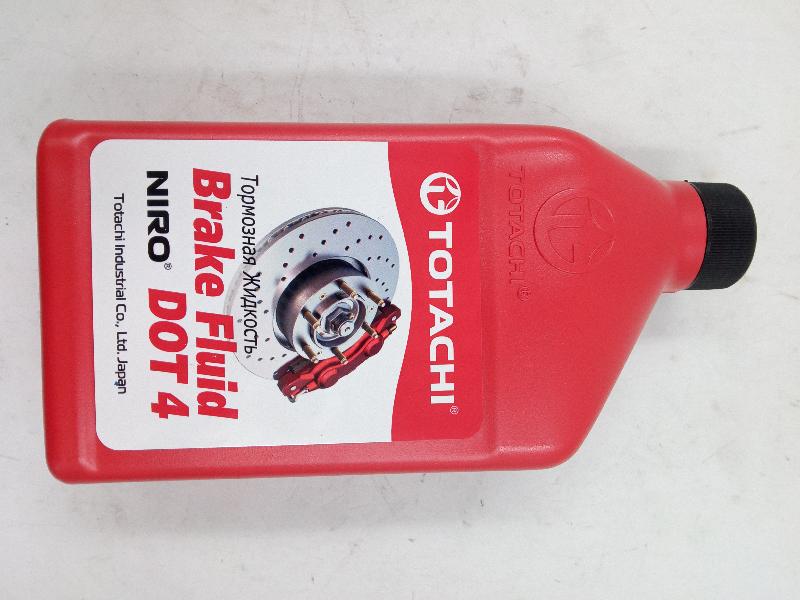 TOTACHI®
TOTACHI®
Тормозная Жидкость
Brake Fluid
NIRO® DOT 4
Totachi Industrial Co., Ltd. Japan